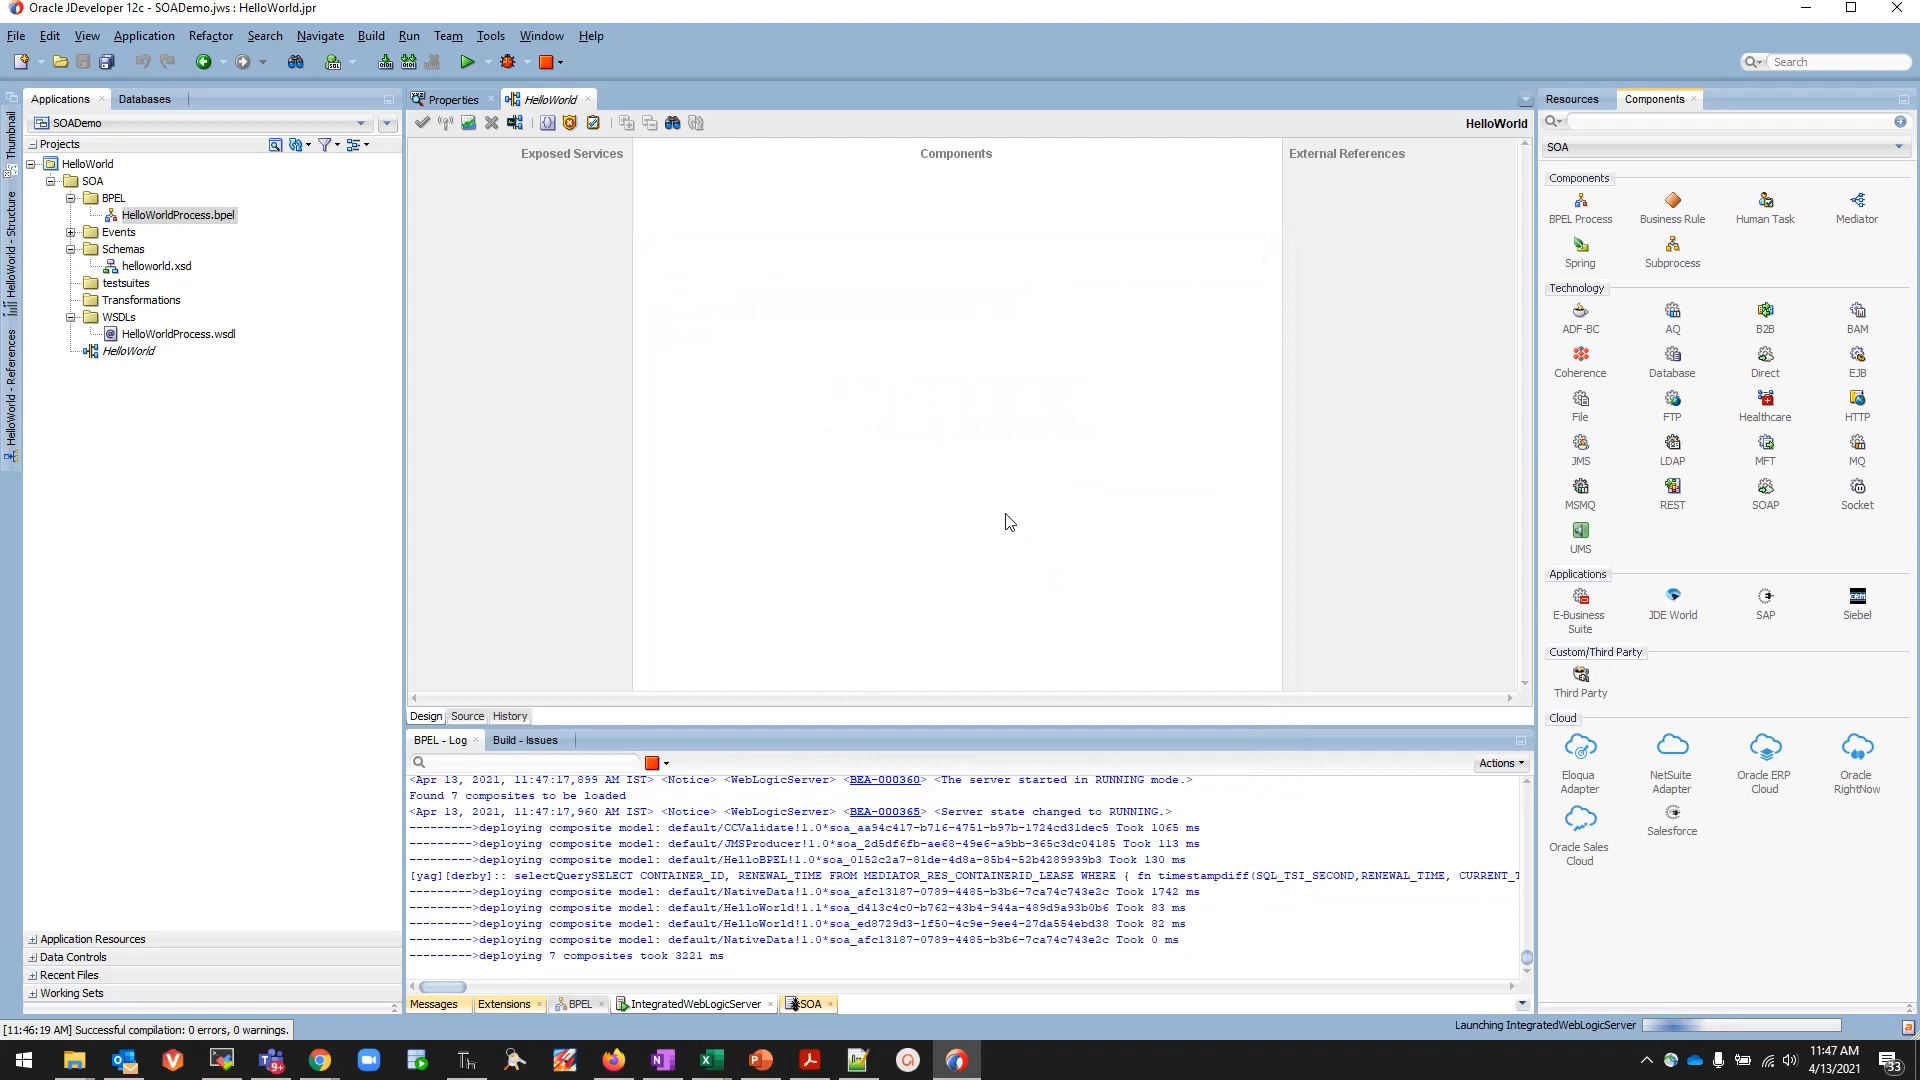 Oracle JDeveloper 12c - SOADemo.jws : HelloWorld.jpr
File Edit View Application Refactor Search Navigate Build Run Team Tools Window Help
Search
Applications Databases
SOADemo
Projects
HelloWorld
SOA
BPEL
HelloWorldProcess.bpel
Events
Schemas
helloworld.xsd
testsuites
Transformations
WSDLs
HelloWorldProcess.wsdl
HelloWorld
Application Resources
Data Controls
Recent Files
Working Sets
Thumbnail
HelloWorld - Structure
HelloWorld - References
Properties HelloWorld
HelloWorld
Exposed Services Components External References
Design Source History
BPEL - Log Build - Issues
Actions
<Apr 13, 2021, 11:47:17,899 AM IST> <Notice> <WebLogicServer> <BEA-000360> <The server started in RUNNING mode.>
Found 7 composites to be loaded
<Apr 13, 2021, 11:47:17,960 AM IST> <Notice> <WebLogicServer> <BEA-000365> <Server state changed to RUNNING.>
--------->deploying composite model: default/CCValidate!1.0*soa_aa94c417-b716-4751-b97b-1724cd31dec5 Took 1065 ms
--------->deploying composite model: default/JMSProducer!1.0*soa_2d5df6fb-ae68-49e6-a9bb-365c3dc04185 Took 113 ms
--------->deploying composite model: default/HelloBPEL!1.0*soa_0152c2a7-81de-4d8a-85b4-52b4289939b3 Took 130 ms
[yag][derby]:: selectQuerySELECT CONTAINER_ID, RENEWAL_TIME FROM MEDIATOR_RES_CONTAINERID_LEASE WHERE { fn timestampdiff(SQL_TSI_SECOND,RENEWAL_TIME, CURRENT_T
--------->deploying composite model: default/NativeData!1.0*soa_afc13187-0789-4485-b3b6-7ca74c743e2c Took 1742 ms
--------->deploying composite model: default/HelloWorld!1.1*soa_d413c4c0-b762-43b4-944a-489d9a93b0b6 Took 83 ms
--------->deploying composite model: default/HelloWorld!1.0*soa_ed8729d3-1f50-4c9e-9ee4-27da554ebd38 Took 82 ms
--------->deploying composite model: default/NativeData!1.0*soa_afc13187-0789-4485-b3b6-7ca74c743e2c Took 0 ms
--------->deploying 7 composites took 3221 ms
Messages Extensions BPEL IntegratedWebLogicServer SOA
Resources Components
SOA
Components
BPEL Process Business Rule Human Task Mediator
Spring Subprocess
Technology
ADF-BC AQ B2B BAM
Coherence Database Direct EJB
File FTP Healthcare HTTP
JMS LDAP MFT MQ
MSMQ REST SOAP Socket
UMS
Applications
E-Business Suite JDE World SAP Siebel
Custom/Third Party
Third Party
Cloud
Eloqua Adapter NetSuite Adapter Oracle ERP Cloud Oracle RightNow
Oracle Sales Cloud Salesforce
[11:46:19 AM] Successful compilation: 0 errors, 0 warnings.
Launching IntegratedWebLogicServer
11:47 AM
4/13/2021
33